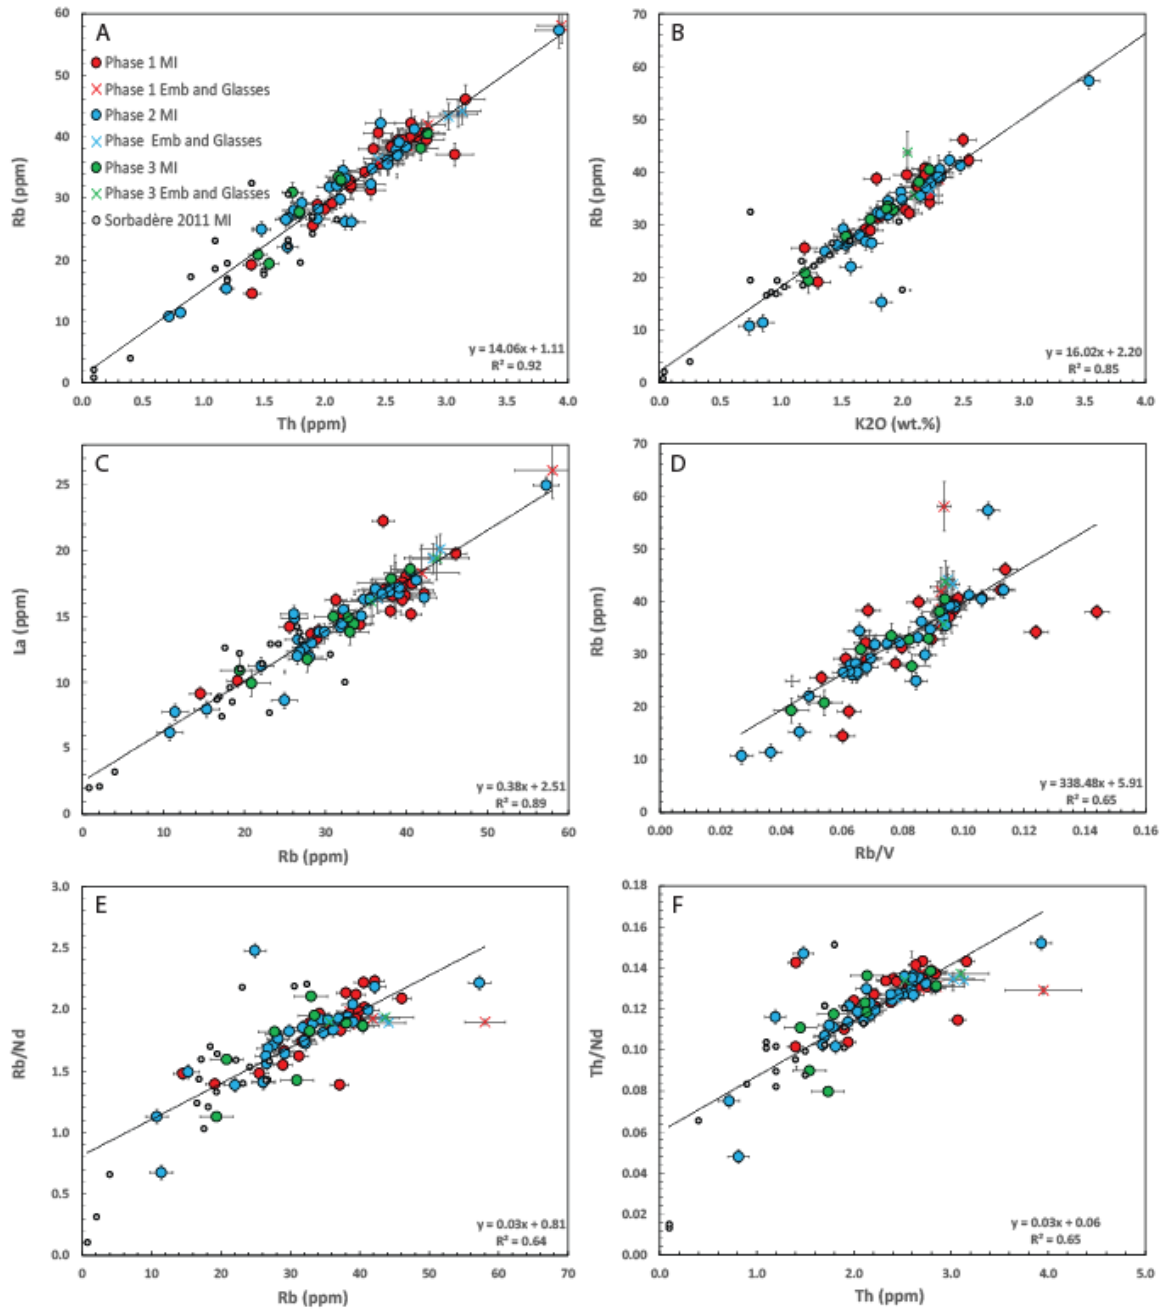 A
Phase 1 MI
Phase 1 Emb and Glasses
Phase 2 MI
Phase  Emb and Glasses
Phase 3 MI
Phase 3 Emb and Glasses
Sorbadère 2011 MI
y = 14.06x + 1.11
R² = 0.92
Rb (ppm)
60
50
40
30
20
10
0
0.0 0.5 1.0 1.5 2.0 2.5 3.0 3.5 4.0
Th (ppm)
B
y = 16.02x + 2.20
R² = 0.85
Rb (ppm)
70
60
50
40
30
20
10
0
0.0 0.5 1.0 1.5 2.0 2.5 3.0 3.5 4.0
K2O (wt.%)
C
y = 0.38x + 2.51
R² = 0.89
La (ppm)
25
20
15
10
5
0
0 10 20 30 40 50 60
Rb (ppm)
D
y = 338.48x + 5.91
R² = 0.65
Rb (ppm)
70
60
50
40
30
20
10
0
0.00 0.02 0.04 0.06 0.08 0.10 0.12 0.14 0.16
Rb/V
E
y = 0.03x + 0.81
R² = 0.64
Rb/Nd
3.0
2.5
2.0
1.5
1.0
0.5
0.0
0 10 20 30 40 50 60 70
Rb (ppm)
F
y = 0.03x + 0.06
R² = 0.65
Th/Nd
0.18
0.16
0.14
0.12
0.10
0.08
0.06
0.04
0.02
0.00
0.0 1.0 2.0 3.0 4.0 5.0
Th (ppm)